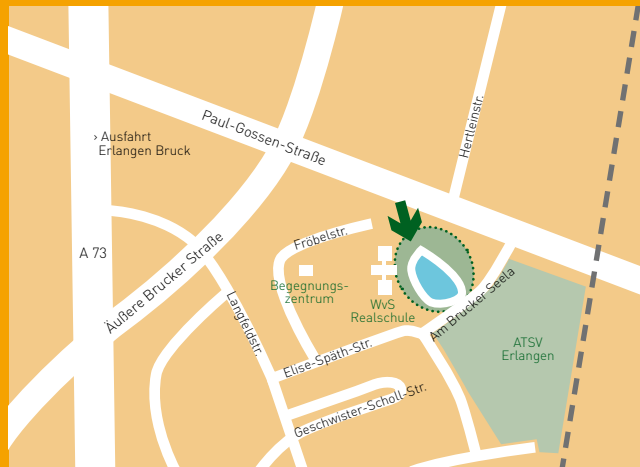 Paul-Gossen-Straße
Hertleinstr.
› Ausfahrt
Erlangen Bruck
A 73
Äußere Brucker Straße
Fröbelstr.
Begegnungs-
zentrum
WvS
Realschule
Am Brucker Seela
Langfeldstr.
ATSV
Erlangen
Elise-Späth-Str.
Geschwister-Scholl-Str.